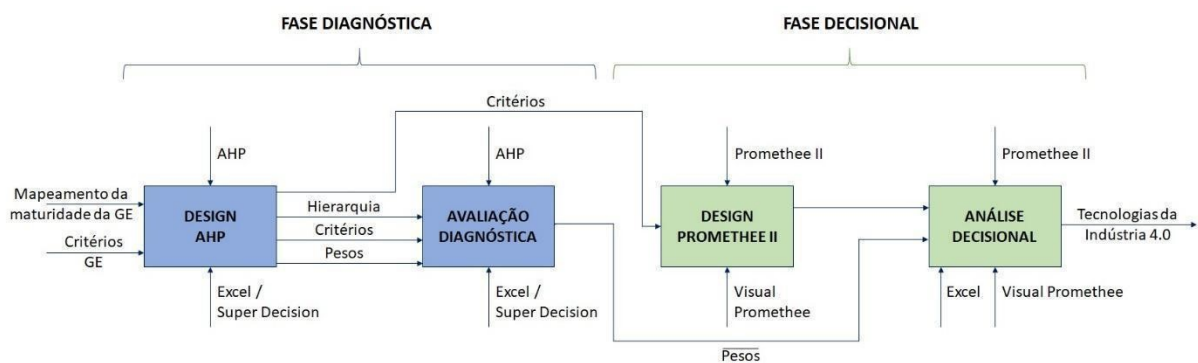 FASE DIAGNÓSTICA
FASE DECISIONAL
Critérios
AHP
AHP
Promethee II
Promethee II
Mapeamento da
maturidade da GE
Critérios
GE
DESIGN
AHP
Hierarquia
Critérios
Pesos
AVALIAÇÃO
DIAGNÓSTICA
DESIGN
PROMETHEE II
ANÁLISE
DECISIONAL
Tecnologias da
Indústria 4.0
Excel /
Super Decision
Excel /
Super Decision
Visual
Promethee
Excel
Visual Promethee
Pesos